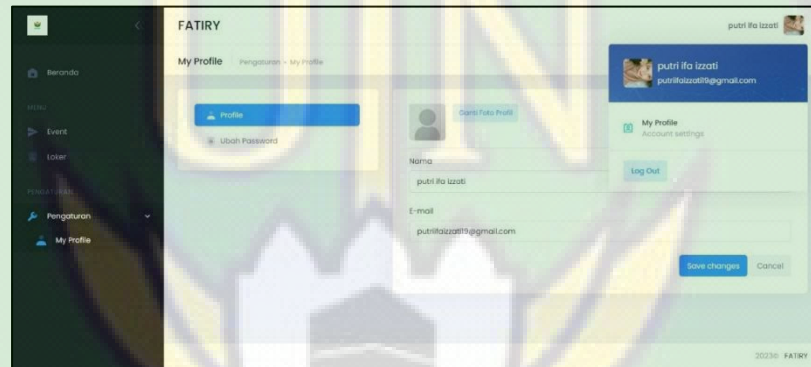 FATIRY
putri ifa izzati
My Profile Pengaturan - My Profile
putri ifa izzati
putriifaizzati19@gmail.com
My Profile
Account settings
Log Out
Beranda
MENU
Event
Loker
PENGATURAN
Pengaturan
My Profile
Profile
Ubah Password
Ganti Foto Profil
Nama
putri ifa izzati
E-mail
putriifaizzati19@gmail.com
Save changes
Cancel
2023© FATIRY